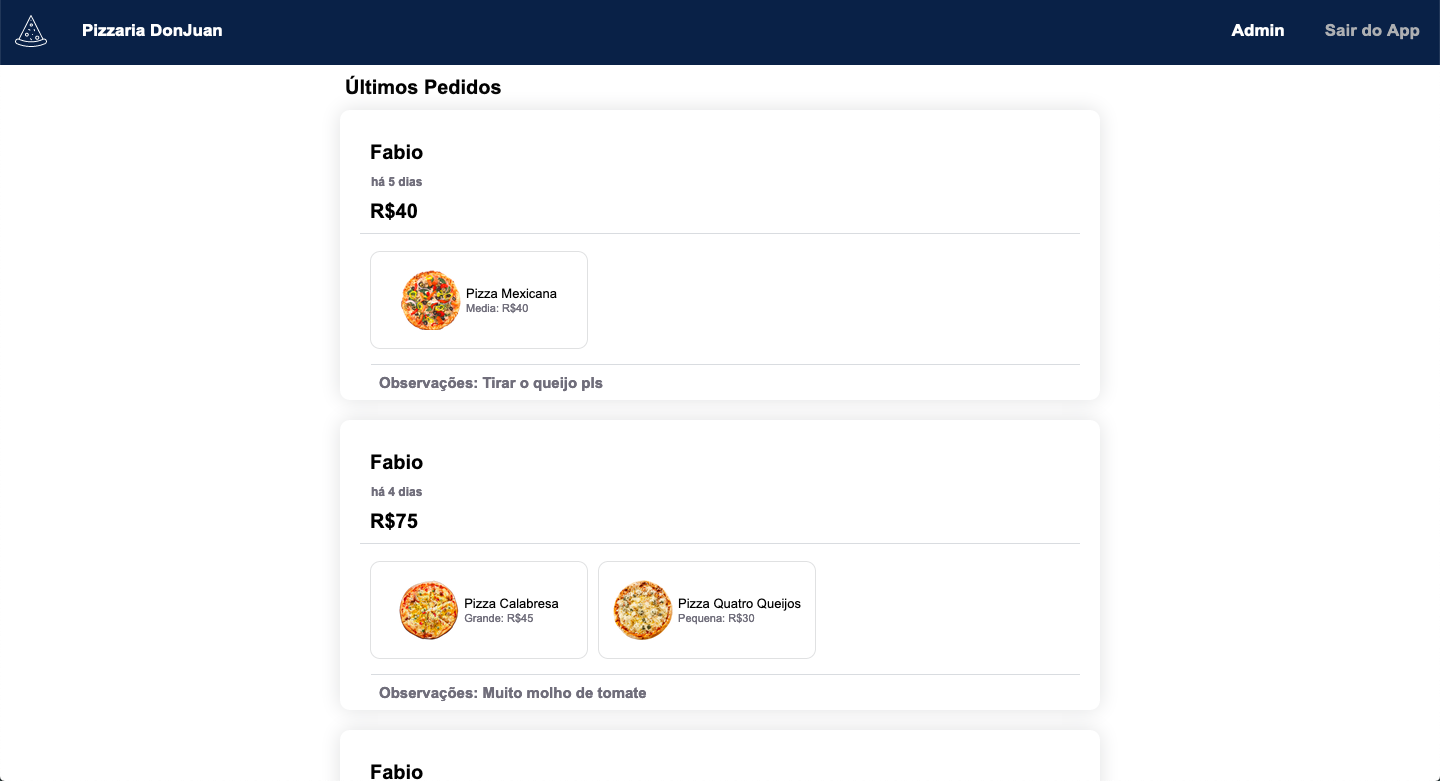 Pizzaria DonJuan
Admin
Sair do App
Últimos Pedidos
Fabio
há 5 dias
R$40
Pizza Mexicana
Media: R$40
Observações: Tirar o queijo pls
Fabio
há 4 dias
R$75
Pizza Calabresa
Grande: R$45
Pizza Quatro Queijos
Pequena: R$30
Observações: Muito molho de tomate
Fabio